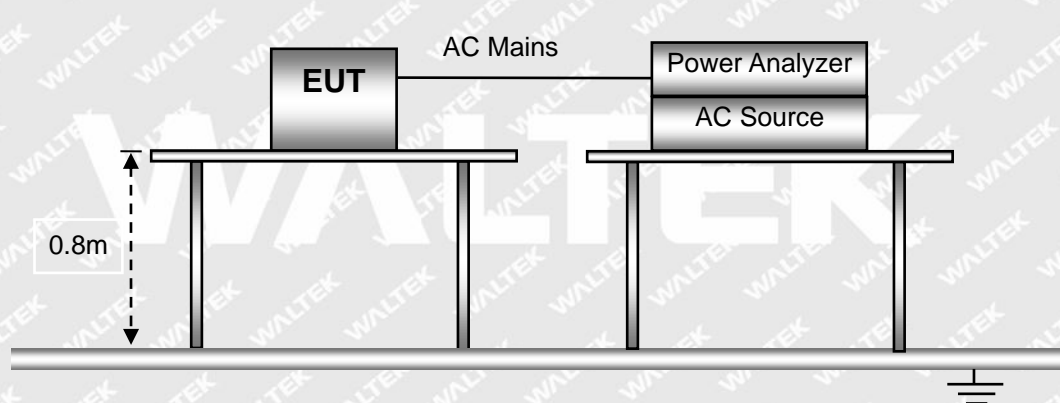 AC Mains
EUT
Power Analyzer
AC Source
0.8m
WALTEK